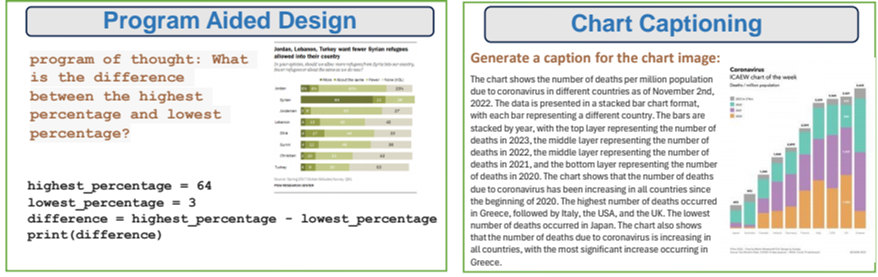 Program Aided Design
program of thought: What
is the difference
between the highest
percentage and lowest
percentage?
Jordan, Lebanon, Turkey want fewer Syrian refugees
allowed into their country
Jordan
Syrian
Jordanian
Lebanon
Turkey
PEW RESEARCH CENTER
highest_percentage = 64
lowest_percentage = 3
difference = highest_percentage - lowest_percentage
print(difference)
Chart Captioning
Generate a caption for the chart image:
The chart shows the number of deaths per million population
due to coronavirus in different countries as of November 2nd,
2022. The data is presented in a stacked bar chart format,
with each bar representing a different country. The bars are
stacked by year, with the top layer representing the number of
deaths in 2023, the middle layer representing the number of
deaths in 2022, the middle layer representing the number of
deaths in 2021, and the bottom layer representing the number
of deaths in 2020. The chart shows that the number of deaths
due to coronavirus has been increasing in all countries since
the beginning of 2020. The highest number of deaths occurred
in Greece, followed by Italy, the USA, and the UK. The lowest
number of deaths occurred in Japan. The chart also shows
that the number of deaths due to coronavirus is increasing in
all countries, with the most significant increase occurring in
Greece.
Coronavirus
ICAEW chart of the week
Deaths / million population